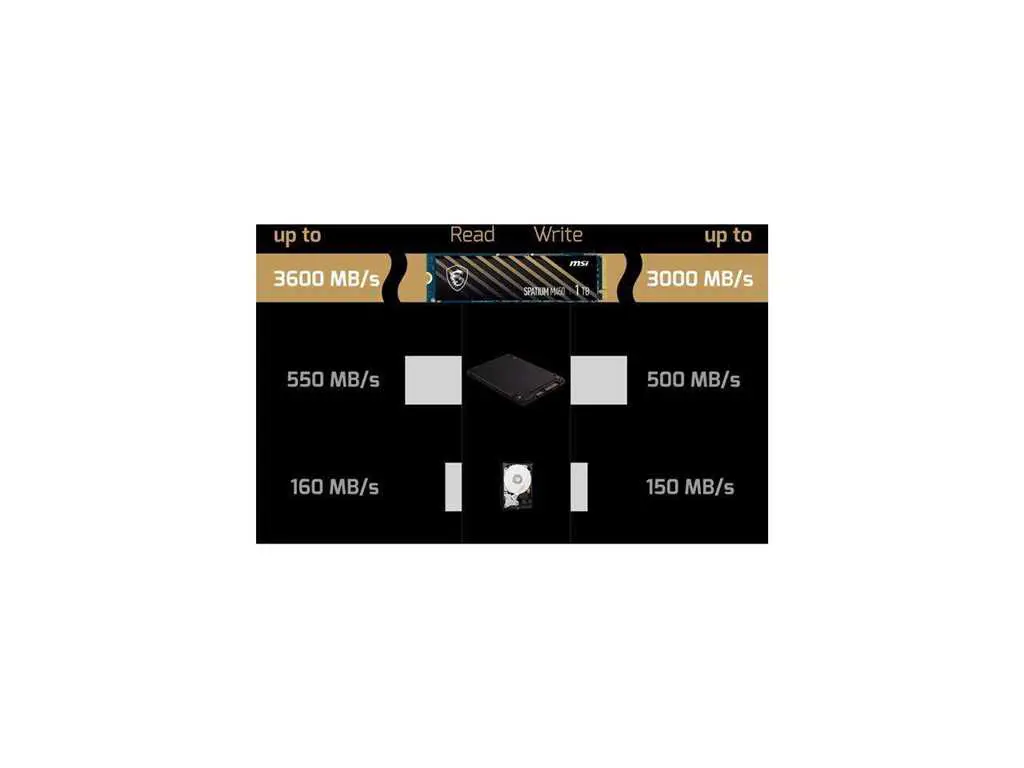 up to Read Write up to
3600 MB/s msi 3000 MB/s
SPATIUM M450 1 TB
550 MB/s 500 MB/s
160 MB/s 150 MB/s